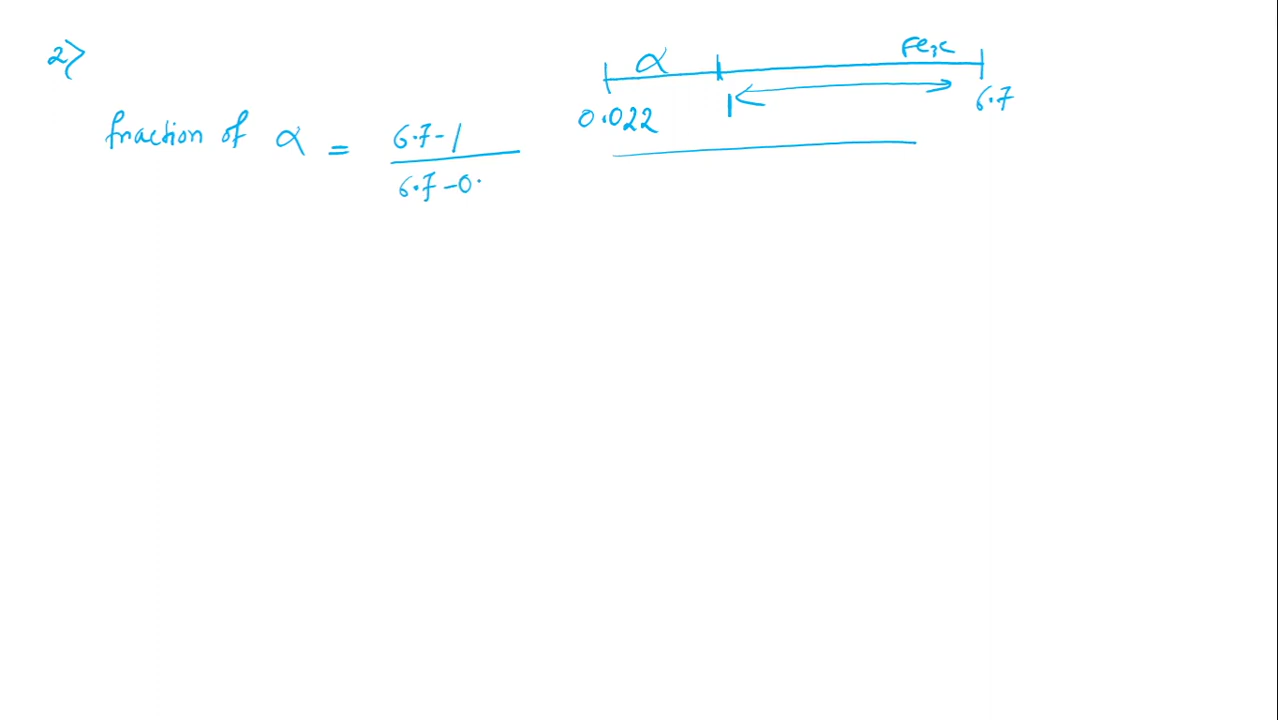 2>
α Fe₃C
0.022 1 6.7
fraction of α = 6.7-1
6.7-0.